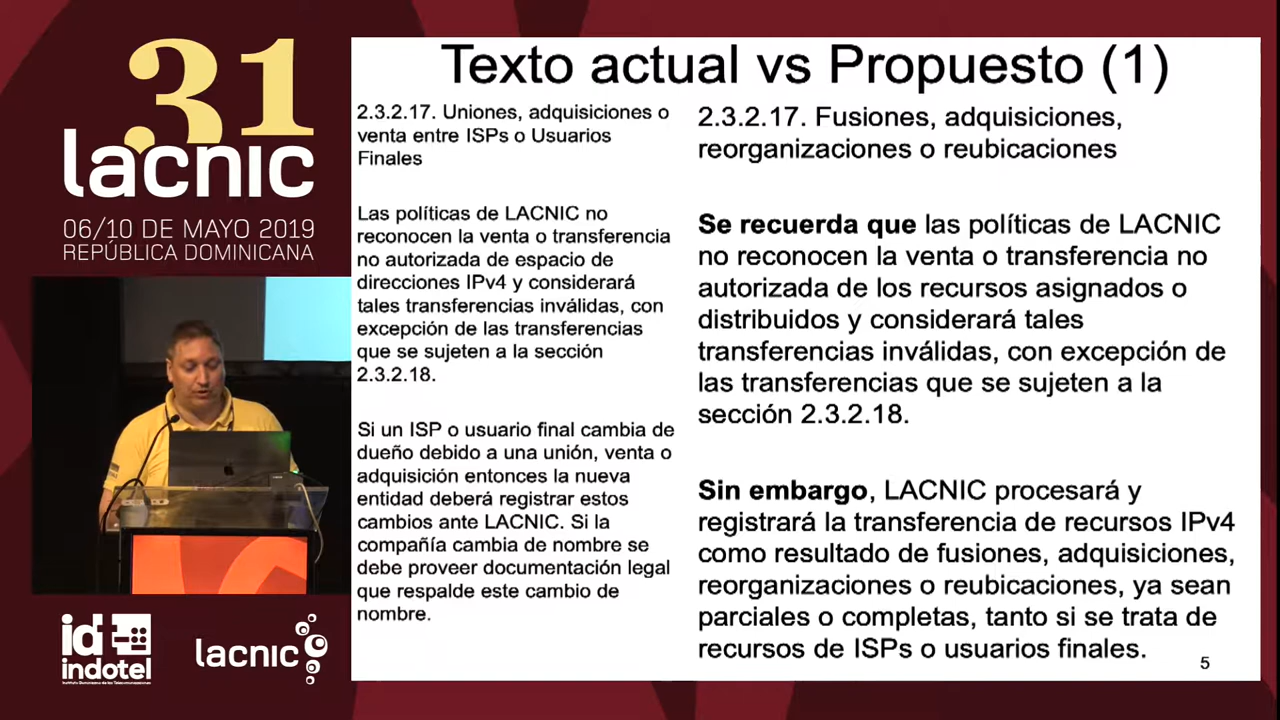 31
lacnic
06/10 DE MAYO 2019
REPÚBLICA DOMINICANA
Texto actual vs Propuesto (1)
2.3.2.17. Uniones, adquisiciones o
venta entre ISPs o Usuarios
Finales
Las políticas de LACNIC no
reconocen la venta o transferencia
no autorizada de espacio de
direcciones IPv4 y considerará
tales transferencias inválidas, con
excepción de las transferencias
que se sujeten a la sección
2.3.2.18.
Si un ISP o usuario final cambia de
dueño debido a una unión, venta o
adquisición entonces la nueva
entidad deberá registrar estos
cambios ante LACNIC. Si la
compañía cambia de nombre se
debe proveer documentación legal
que respalde este cambio de
nombre.
2.3.2.17. Fusiones, adquisiciones,
reorganizaciones o reubicaciones
Se recuerda que las políticas de LACNIC
no reconocen la venta o transferencia no
autorizada de los recursos asignados o
distribuidos y considerará tales
transferencias inválidas, con excepción de
las transferencias que se sujeten a la
sección 2.3.2.18.
Sin embargo, LACNIC procesará y
registrará la transferencia de recursos IPv4
como resultado de fusiones, adquisiciones,
reorganizaciones o reubicaciones, ya sean
parciales o completas, tanto si se trata de
recursos de ISPs o usuarios finales.
5
id
indotel
Instituto Dominicano de las Telecomunicaciones
lacnic